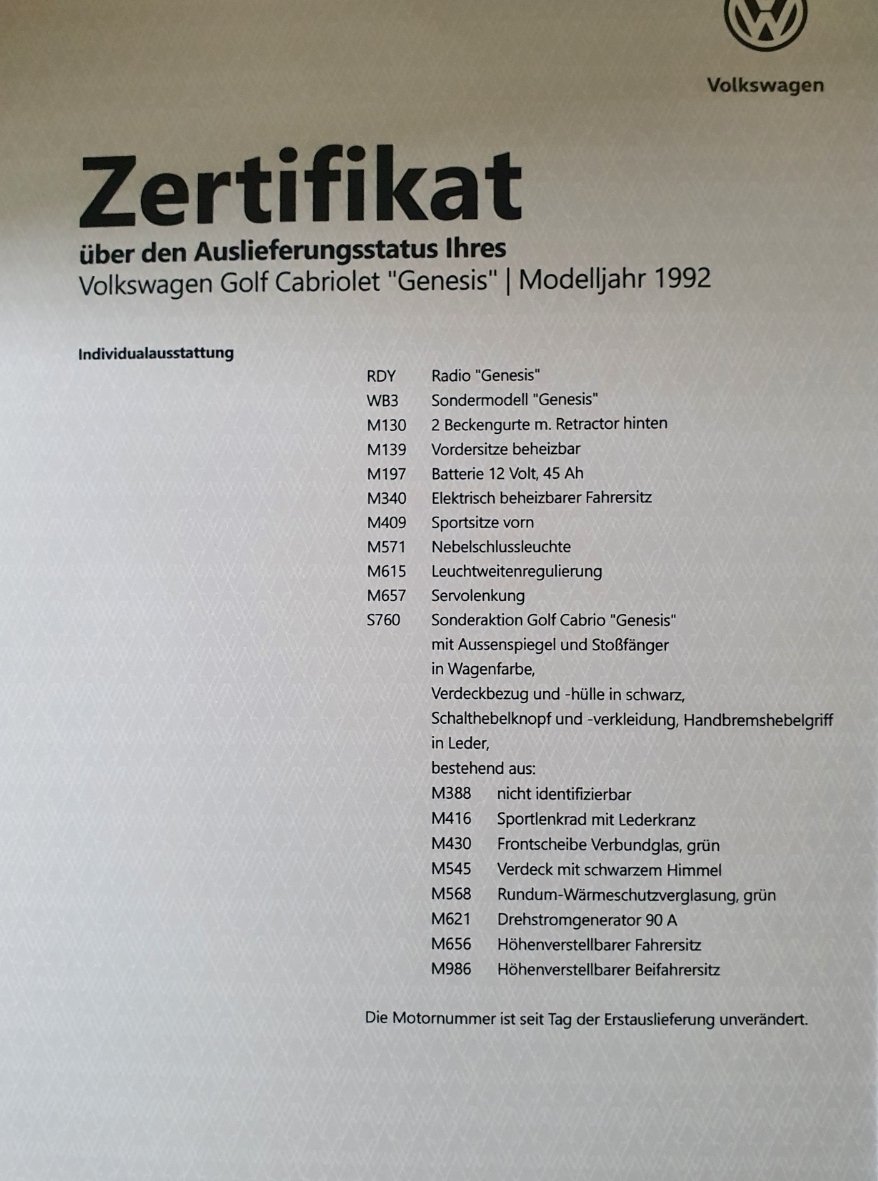 Volkswagen
Zertifikat
über den Auslieferungsstatus Ihres
Volkswagen Golf Cabriolet "Genesis" | Modelljahr 1992
Individualausstattung
RDY Radio "Genesis"
WB3 Sondermodell "Genesis"
M130 2 Beckengurte m. Retractor hinten
M139 Vordersitze beheizbar
M197 Batterie 12 Volt, 45 Ah
M340 Elektrisch beheizbarer Fahrersitz
M409 Sportsitze vorn
M571 Nebelschlussleuchte
M615 Leuchtweitenregulierung
M657 Servolenkung
S760 Sonderaktion Golf Cabrio "Genesis"
mit Aussenspiegel und Stoßfänger
in Wagenfarbe,
Verdeckbezug und -hülle in schwarz,
Schalthebelknopf und -verkleidung, Handbremshebelgriff
in Leder,
bestehend aus:
M388 nicht identifizierbar
M416 Sportlenkrad mit Lederkranz
M430 Frontscheibe Verbundglas, grün
M545 Verdeck mit schwarzem Himmel
M568 Rundum-Wärmeschutzverglasung, grün
M621 Drehstromgenerator 90 A
M656 Höhenverstellbarer Fahrersitz
M986 Höhenverstellbarer Beifahrersitz
Die Motornummer ist seit Tag der Erstauslieferung unverändert.